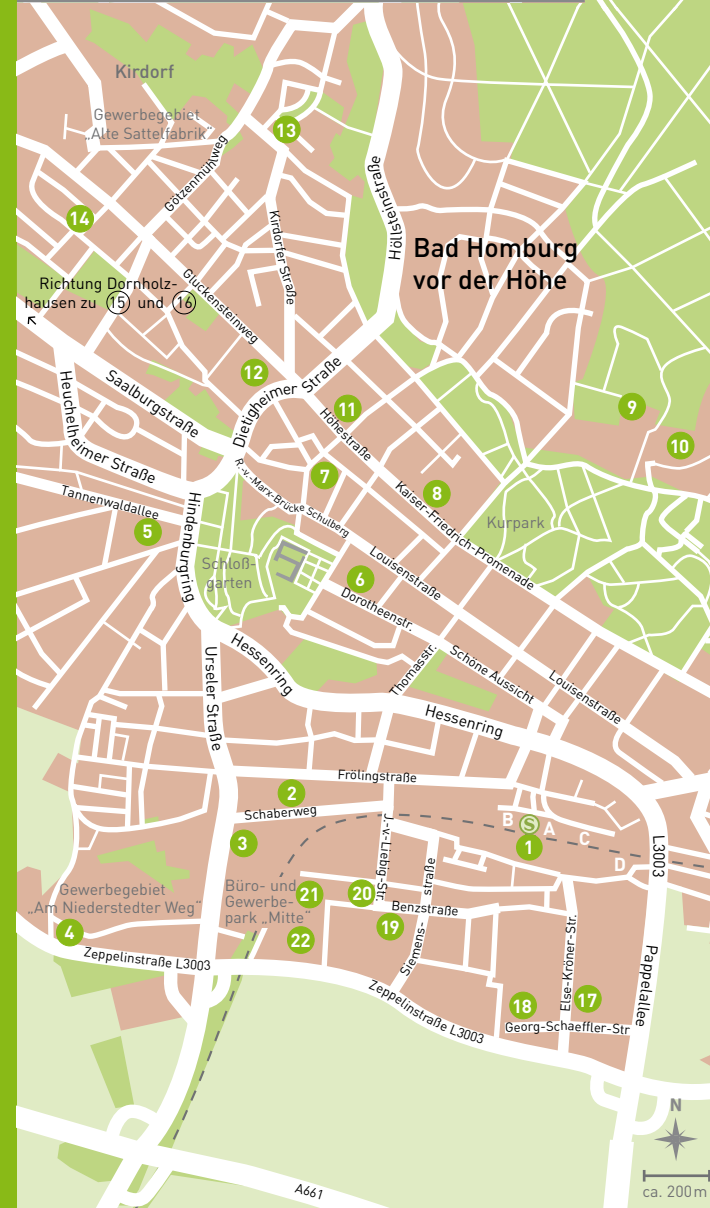 Kirdorf
Gewerbegebiet
„Alte Sattelfabrik“
13
Götzenmühlweg
14
Kirdorfer Straße
Höllsteinstraße
Bad Homburg
vor der Höhe
Richtung Dornholz-
hausen zu 15 und 16
Gluckensteinweg
12
Dietigheimer Straße
Saalburgstraße
Heuchelheimer Straße
11
Höhestraße
9
10
7
8
R.-v.-Marx-Brücke Schulberg
Kaiser-Friedrich-Promenade
Kurpark
Tannenwaldallee
5
Hindenburgring
Schloß-
garten
6
Louisenstraße
Dorotheenstr.
Thomasstr.
Schöne Aussicht
Louisenstraße
Hessenring
Urseler Straße
Hessenring
Frölingstraße
2
Schaberweg
3
J.-v.-Liebig-Str.
B
S
A
C
1
D
L3003
Gewerbegebiet
„Am Niederstedter Weg“
4
Büro- und
Gewerbe-
park „Mitte“
21
20
22
Benzstraße
19
Siemens-
straße
Else-Kröner-Str.
Pappelallee
18
17
Georg-Schaeffler-Str
Zeppelinstraße L3003
Zeppelinstraße L3003
A661
N
ca. 200m